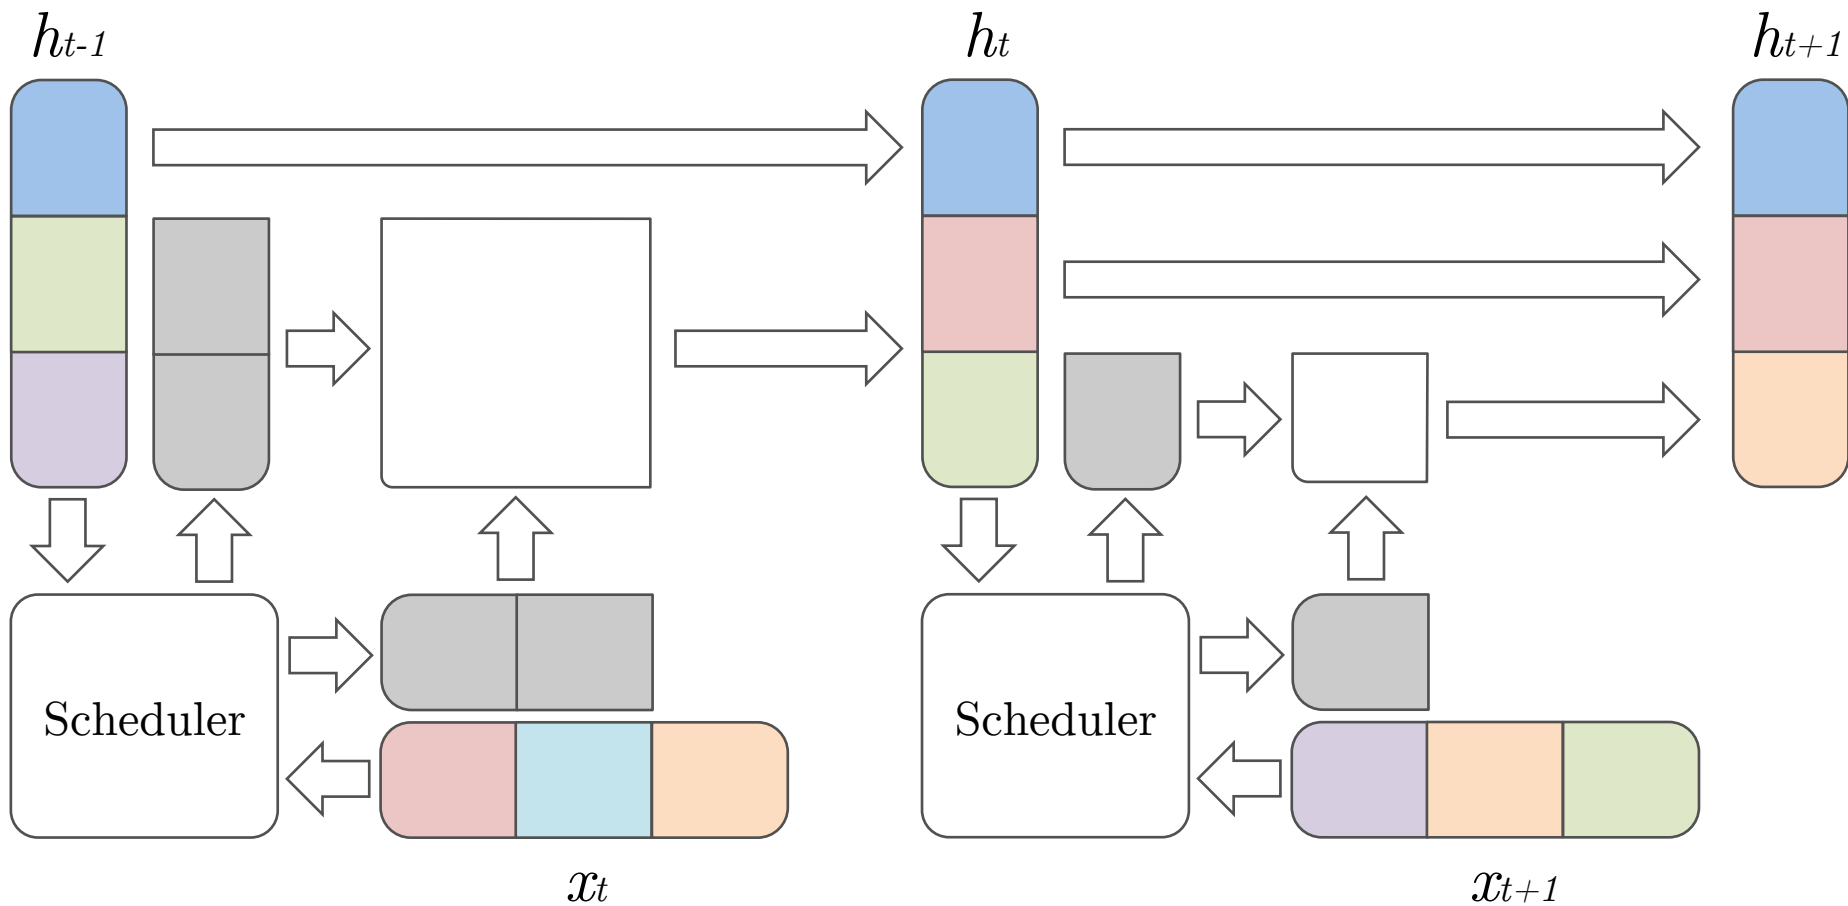 ht-1
ht
ht+1
Scheduler
Scheduler
xt
xt+1